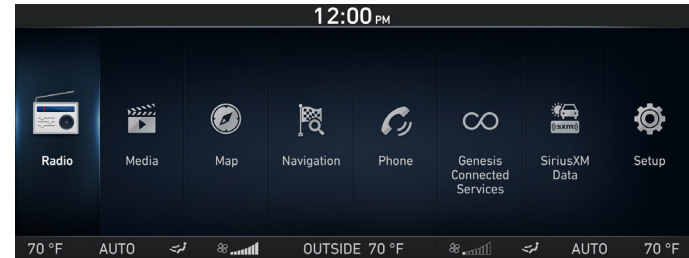 12:00 PM
Radio
Media
Map
Navigation
Phone
Genesis
Connected
Services
SiriusXM
Data
Setup
((sxm))
70 °F AUTO OUTSIDE 70 °F AUTO 70 °F